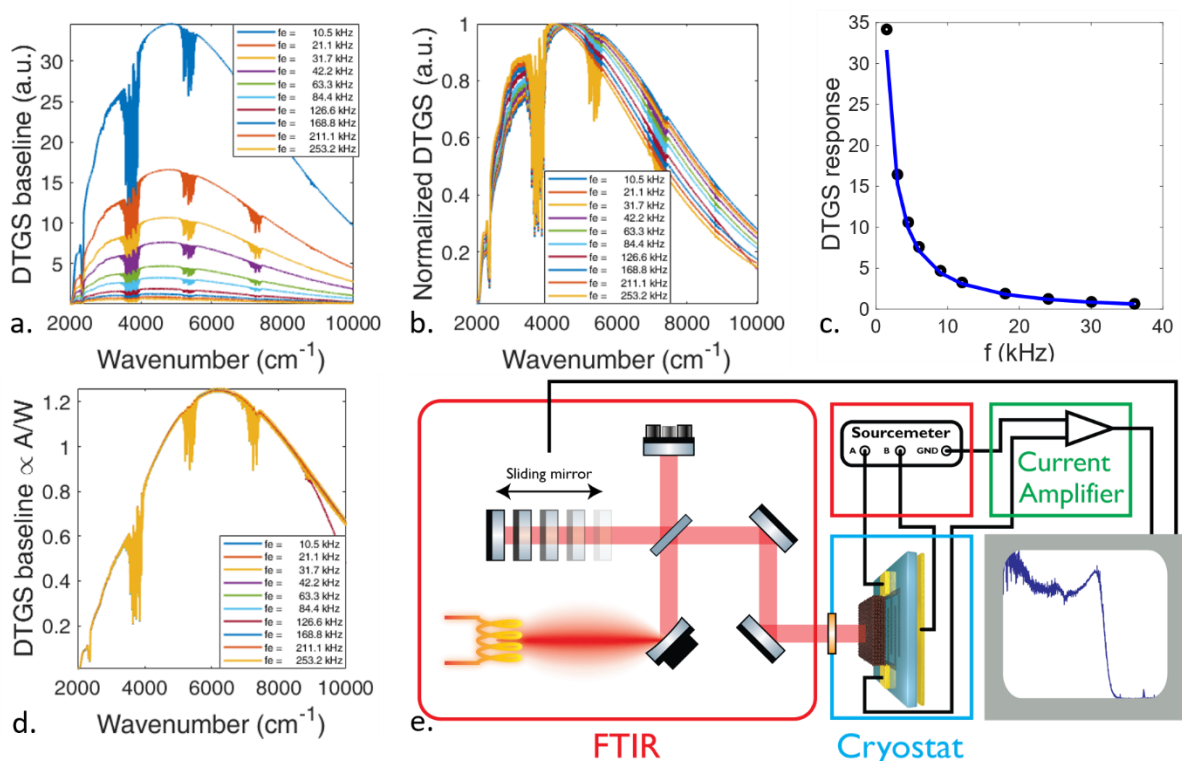 a.
DTGS baseline (a.u.)
30
25
20
15
10
5
fe = 10.5 kHz
fe = 21.1 kHz
fe = 31.7 kHz
fe = 42.2 kHz
fe = 63.3 kHz
fe = 84.4 kHz
fe = 126.6 kHz
fe = 168.8 kHz
fe = 211.1 kHz
fe = 253.2 kHz
2000 4000 6000 8000 10000
Wavenumber (cm-1)
b.
Normalized DTGS (a.u.)
1
0.8
0.6
0.4
0.2
fe = 10.5 kHz
fe = 21.1 kHz
fe = 31.7 kHz
fe = 42.2 kHz
fe = 63.3 kHz
fe = 84.4 kHz
fe = 126.6 kHz
fe = 168.8 kHz
fe = 211.1 kHz
fe = 253.2 kHz
2000 4000 6000 8000 10000
Wavenumber (cm-1)
c.
DTGS response
35
30
25
20
15
10
5
0
0 10 20 30 40
f (kHz)
d.
DTGS baseline ∝ A/W
1.2
1
0.8
0.6
0.4
0.2
fe = 10.5 kHz
fe = 21.1 kHz
fe = 31.7 kHz
fe = 42.2 kHz
fe = 63.3 kHz
fe = 84.4 kHz
fe = 126.6 kHz
fe = 168.8 kHz
fe = 211.1 kHz
fe = 253.2 kHz
2000 4000 6000 8000 10000
Wavenumber (cm-1)
e.
Sliding mirror
FTIR
Sourcemeter
A B GND
Current
Amplifier
Cryostat